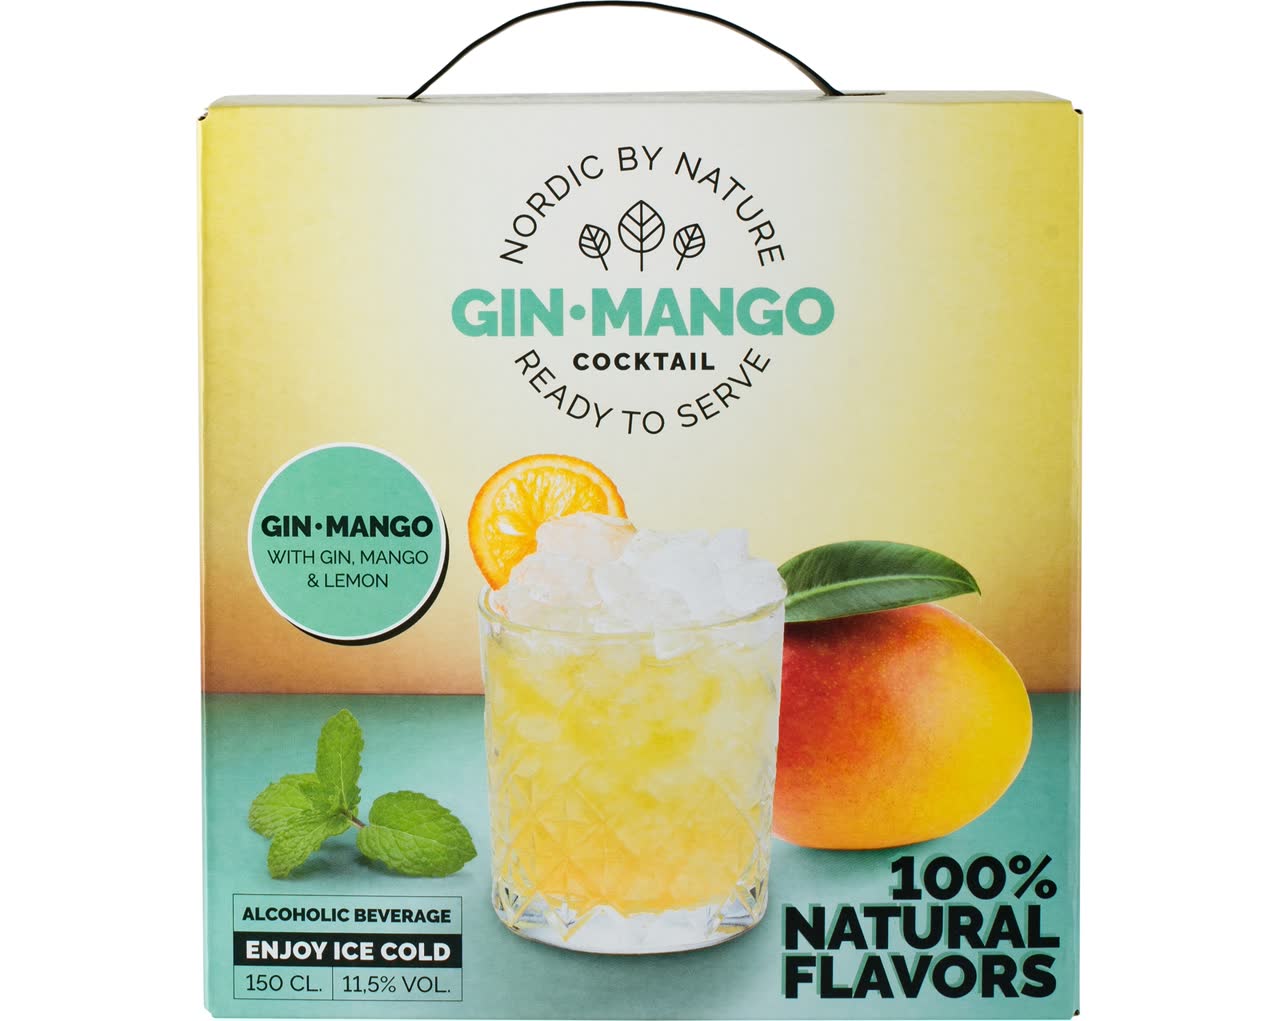 NORDIC BY NATURE
GIN•MANGO
COCKTAIL
READY TO SERVE
GIN•MANGO
WITH GIN, MANGO
& LEMON
ALCOHOLIC BEVERAGE
ENJOY ICE COLD
150 CL. 11,5% VOL.
100%
NATURAL
FLAVORS